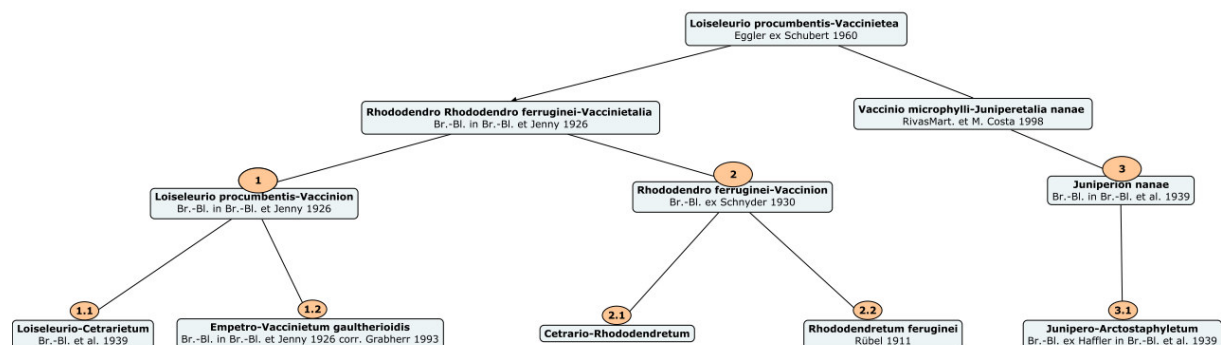 Loiseleurio procumbentis-Vaccinietea
Eggler ex Schubert 1960
Rhododendro Rhododendro ferruginei-Vaccinietalia
Br.-Bl. in Br.-Bl. et Jenny 1926
Vaccinio microphylli-Juniperetalia nanae
RivasMart. et M. Costa 1998
1
Loiseleurio procumbentis-Vaccinion
Br.-Bl. in Br.-Bl. et Jenny 1926
2
Rhododendro ferruginei-Vaccinion
Br.-Bl. ex Schnyder 1930
3
Juniperion nanae
Br.-Bl. in Br.-Bl. et al. 1939
1.1
Loiseleurio-Cetrarietum
Br.-Bl. et al. 1939
1.2
Empetro-Vaccinietum gaultherioidis
Br.-Bl. in Br.-Bl. et Jenny 1926 corr. Grabherr 1993
2.1
Cetrario-Rhododendretum
2.2
Rhododendretum feruginei
Rübel 1911
3.1
Junipero-Arctostaphyletum
Br.-Bl. ex Haffler in Br.-Bl. et al. 1939